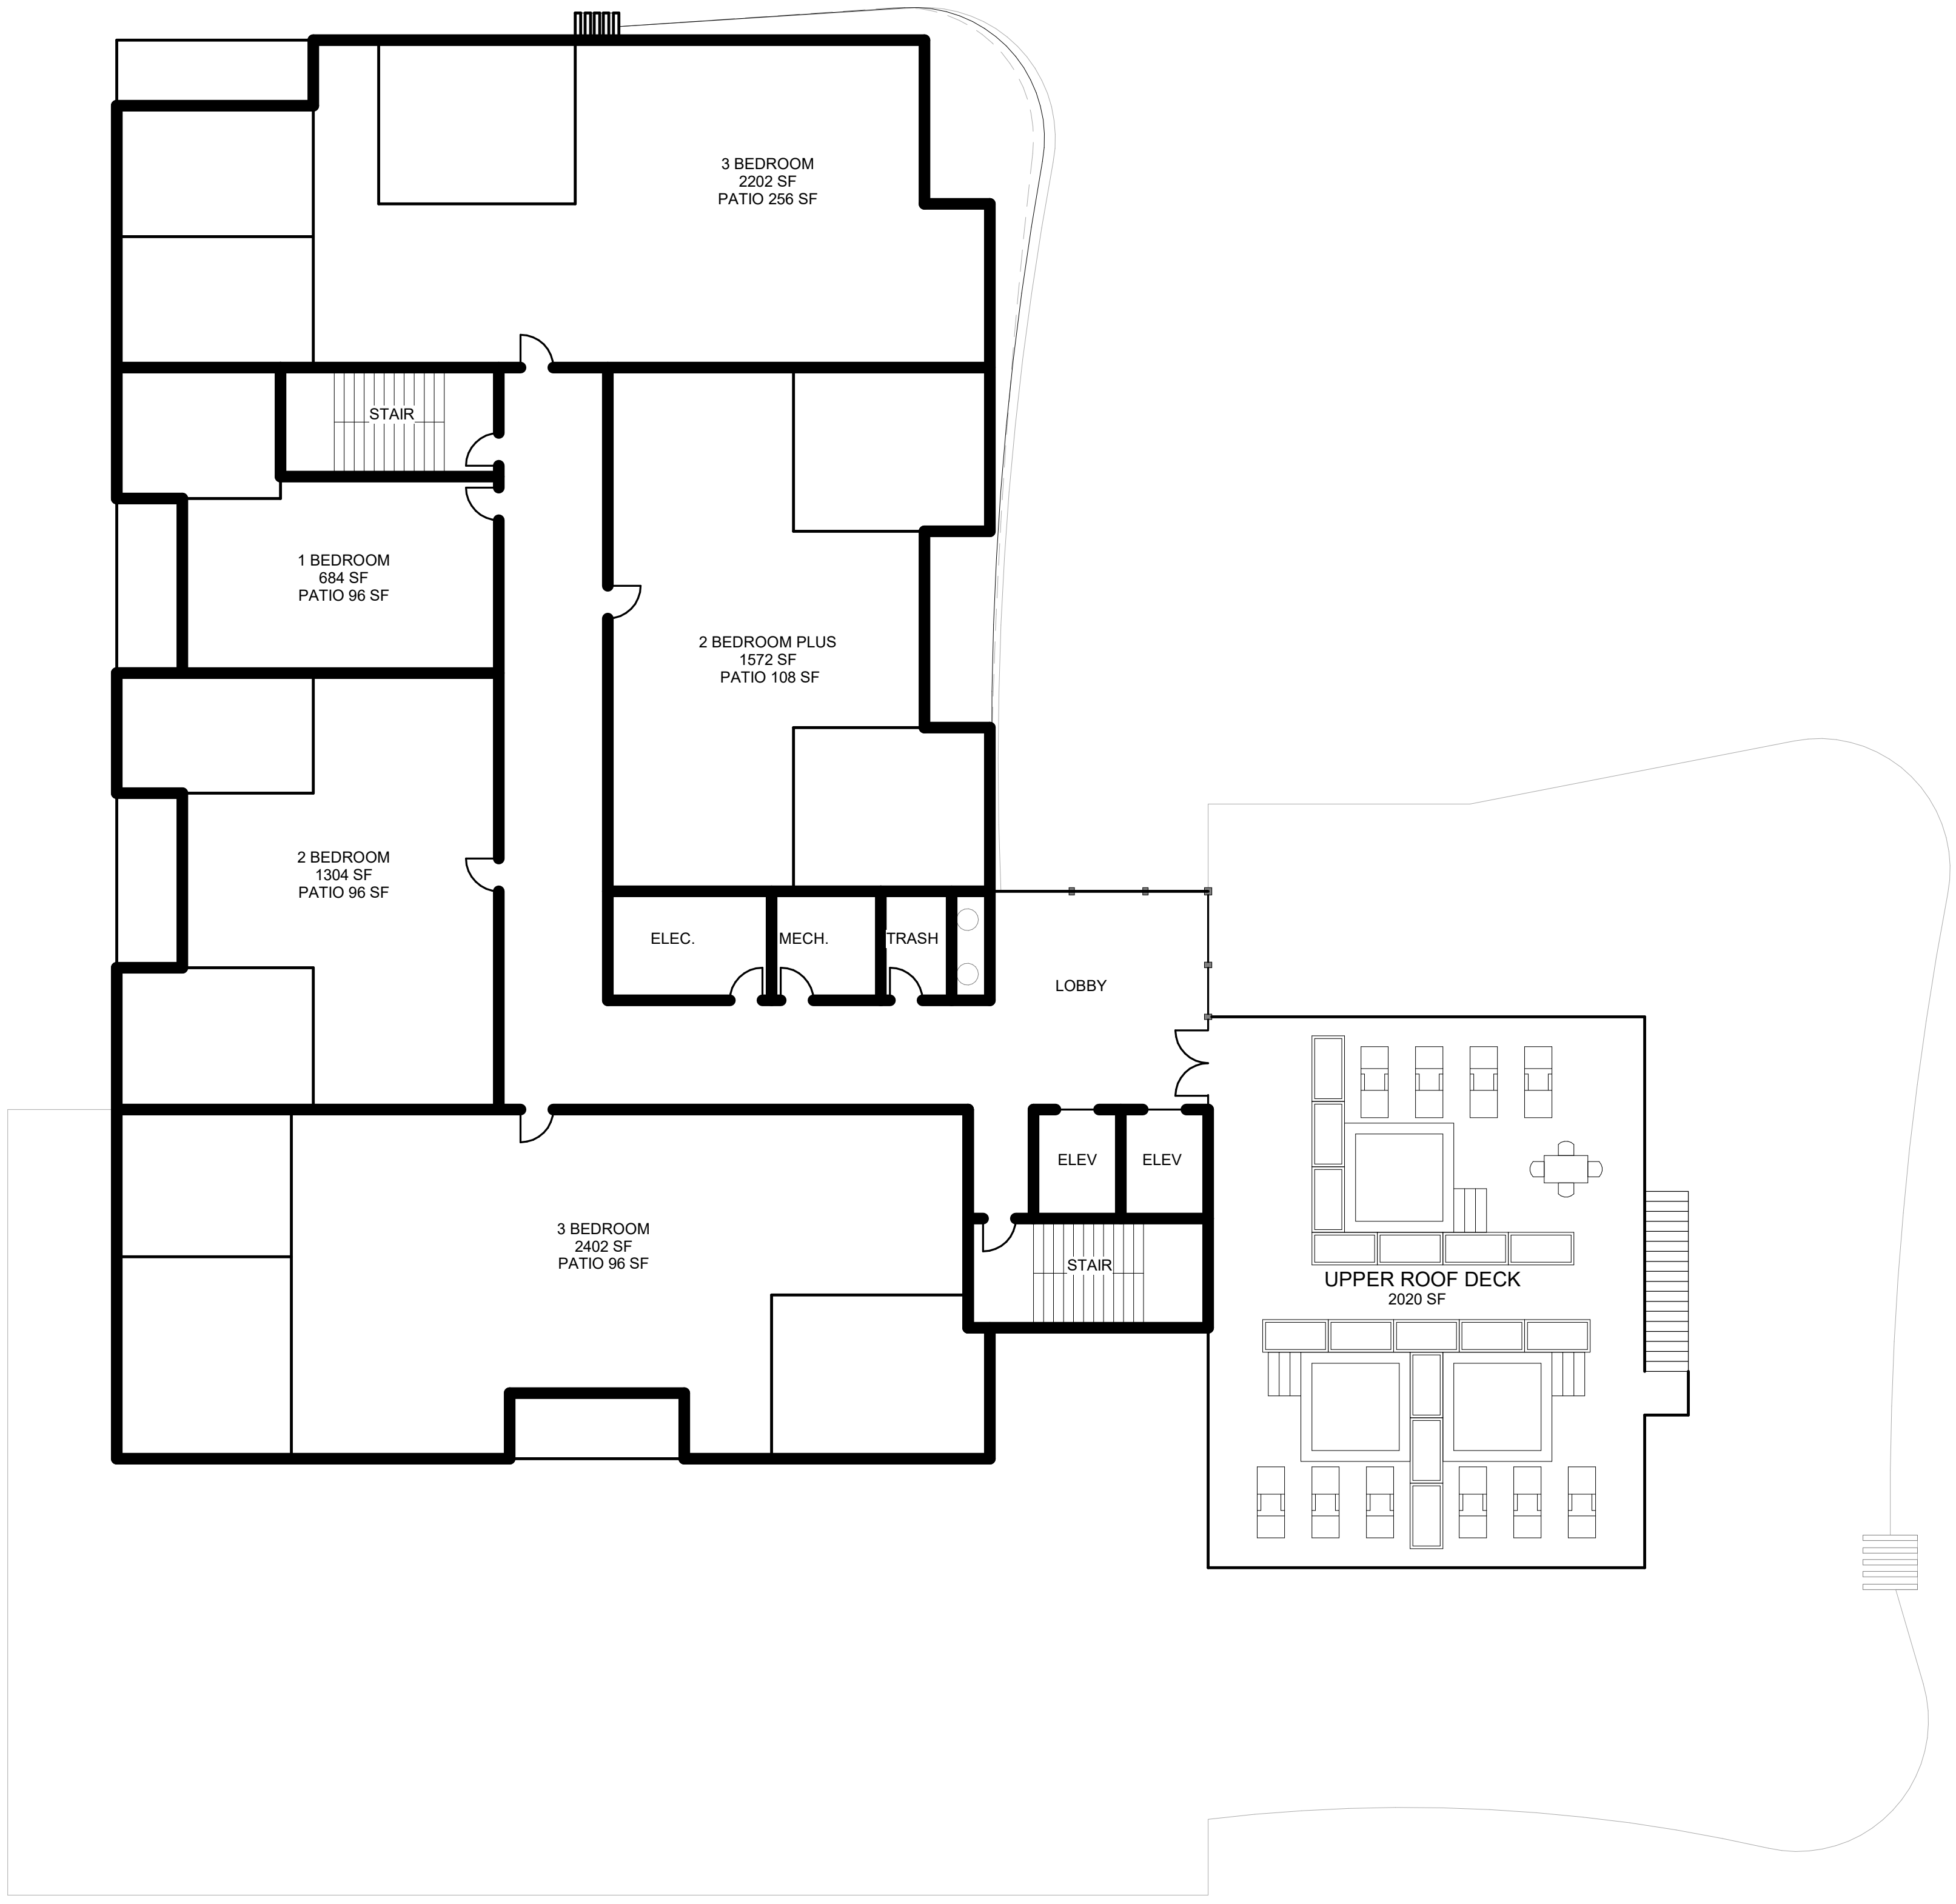 3 BEDROOM
2202 SF
PATIO 256 SF
STAIR
1 BEDROOM
684 SF
PATIO 96 SF
2 BEDROOM PLUS
1572 SF
PATIO 108 SF
2 BEDROOM
1304 SF
PATIO 96 SF
ELEC.
MECH.
TRASH
LOBBY
ELEV
ELEV
3 BEDROOM
2402 SF
PATIO 96 SF
STAIR
UPPER ROOF DECK
2020 SF